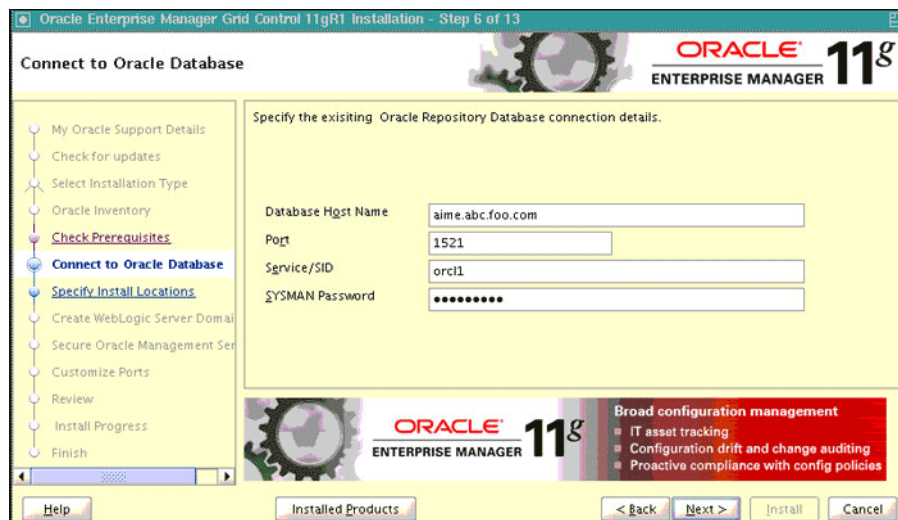 Oracle Enterprise Manager Grid Control 11gR1 Installation - Step 6 of 13
Connect to Oracle Database
ORACLE
ENTERPRISE MANAGER 11g
My Oracle Support Details
Check for updates
Select Installation Type
Oracle Inventory
Check Prerequisites
Connect to Oracle Database
Specify Install Locations
Create WebLogic Server Domai
Secure Oracle Management Ser
Customize Ports
Review
Install Progress
Finish
Specify the exisiting Oracle Repository Database connection details.
Database Host Name aime.abc.foo.com
Port 1521
Service/SID orcl1
SYSMAN Password ●●●●●●●●●
ORACLE
ENTERPRISE MANAGER 11g
Broad configuration management
IT asset tracking
Configuration drift and change auditing
Proactive compliance with config policies
Help Installed Products < Back Next > Install Cancel